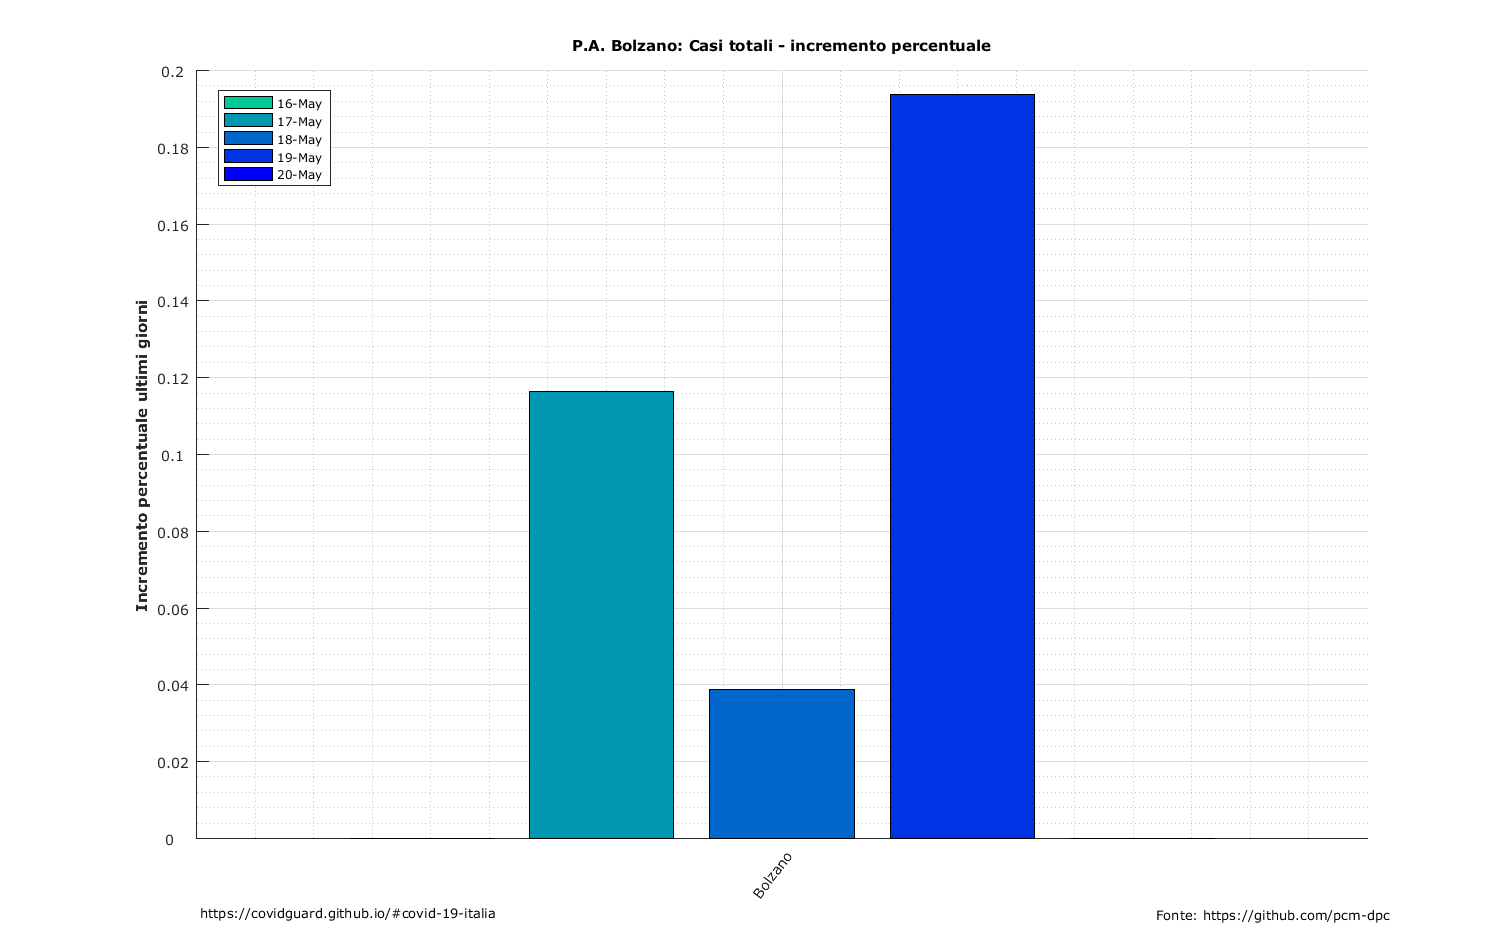 P.A. Bolzano: Casi totali - incremento percentuale
0.2
0.18
0.16
0.14
0.12
0.1
0.08
0.06
0.04
0.02
0
Incremento percentuale ultimi giorni
16-May
17-May
18-May
19-May
20-May
Bolzano
https://covidguard.github.io/#covid-19-italia
Fonte: https://github.com/pcm-dpc